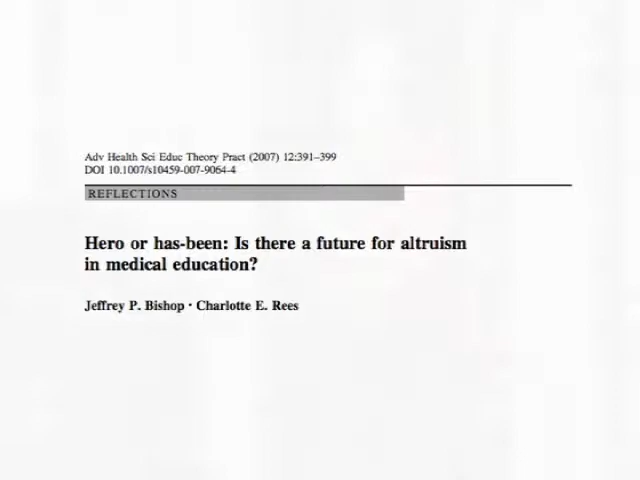 Adv Health Sci Educ Theory Pract (2007) 12:391–399
DOI 10.1007/s10459-007-9064-4
REFLECTIONS
Hero or has-been: Is there a future for altruism
in medical education?
Jeffrey P. Bishop · Charlotte E. Rees